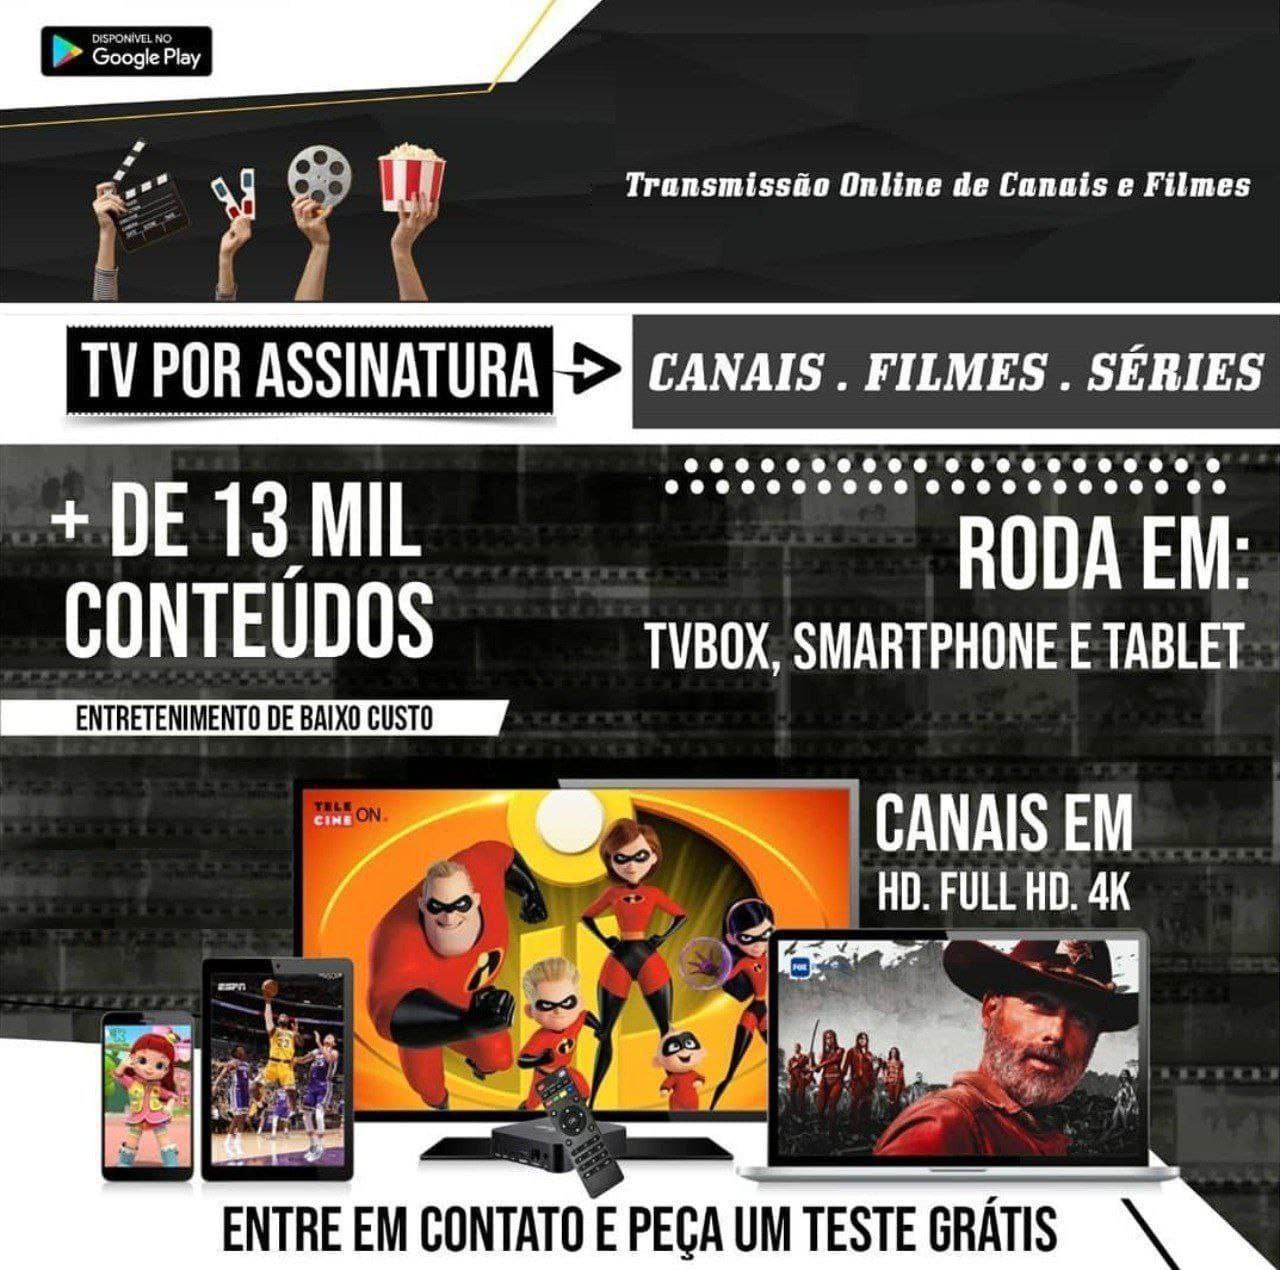 DISPONÍVEL NO
Google Play
Transmissão Online de Canais e Filmes
TV POR ASSINATURA
CANAIS . FILMES . SÉRIES
+ DE 13 MIL
CONTEÚDOS
RODA EM:
TVBOX, SMARTPHONE E TABLET
ENTRETENIMENTO DE BAIXO CUSTO
TELE
CINE ON
CANAIS EM
HD. FULL HD. 4K
ESPN
23
FOX
ENTRE EM CONTATO E PEÇA UM TESTE GRÁTIS